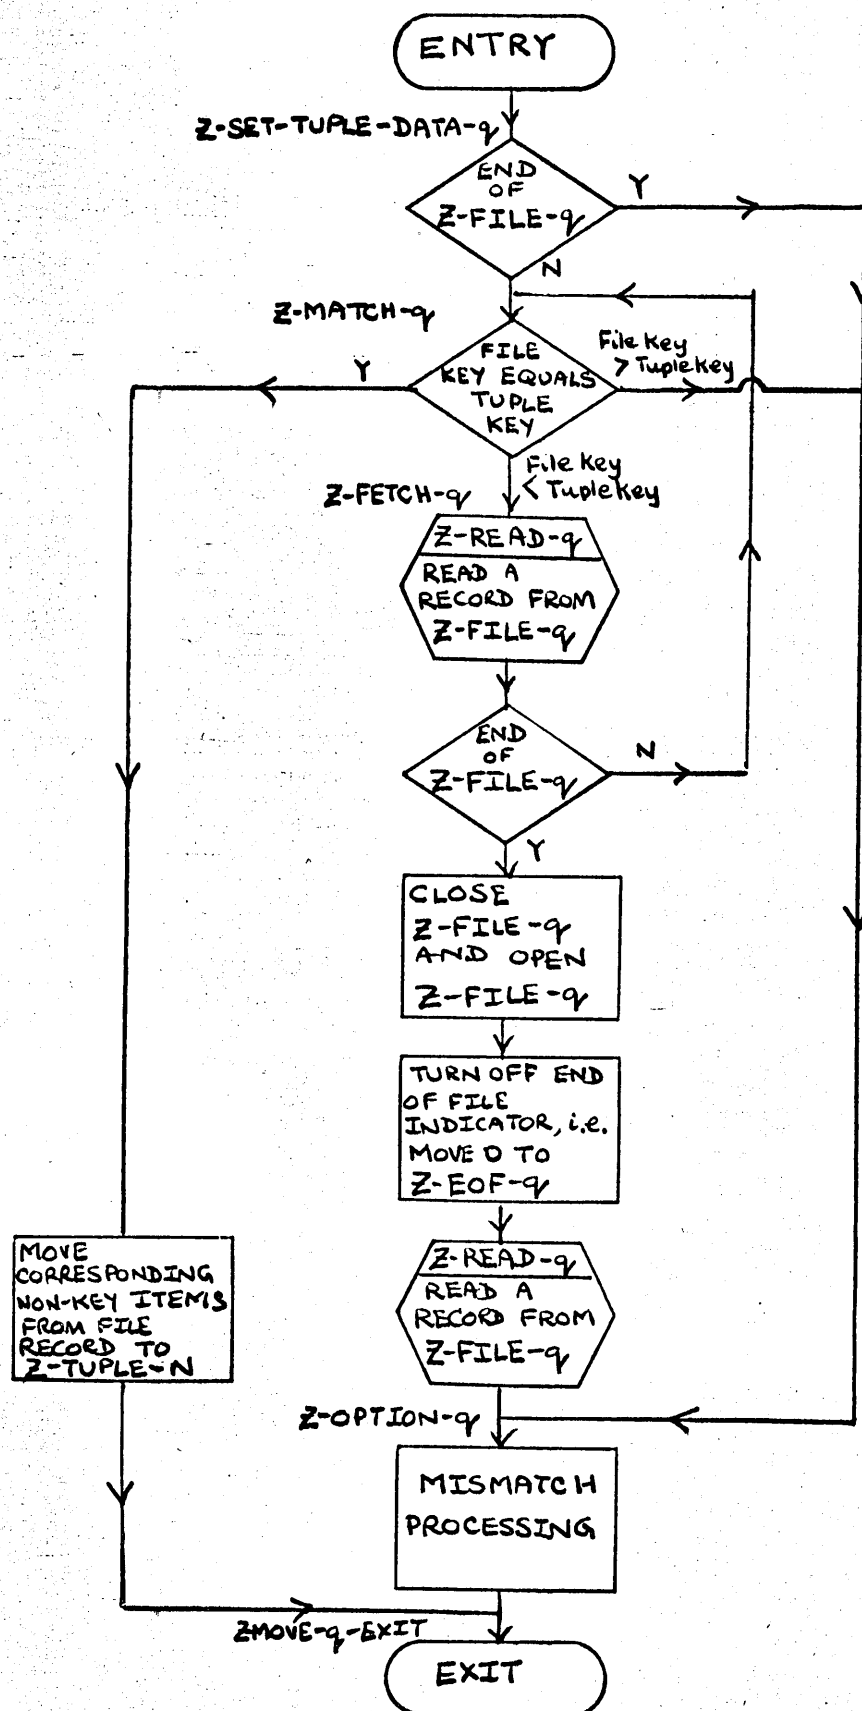 ENTRY
Z-SET-TUPLE-DATA-q
END
OF
Z-FILE-q
Y
N
Z-MATCH-q
FILE
KEY EQUALS
TUPLE
KEY
Y
File Key
> Tuple Key
File Key
< Tuple Key
Z-FETCH-q
Z-READ-q
READ A
RECORD FROM
Z-FILE-q
END
OF
Z-FILE-q
N
Y
CLOSE
Z-FILE-q
AND OPEN
Z-FILE-q
TURN OFF END
OF FILE
INDICATOR, i.e.
MOVE 0 TO
Z-EOF-q
MOVE
CORRESPONDING
NON-KEY ITEMS
FROM FILE
RECORD TO
Z-TUPLE-N
Z-READ-q
READ A
RECORD FROM
Z-FILE-q
Z-OPTION-q
MISMATCH
PROCESSING
ZMOVE-q-EXIT
EXIT